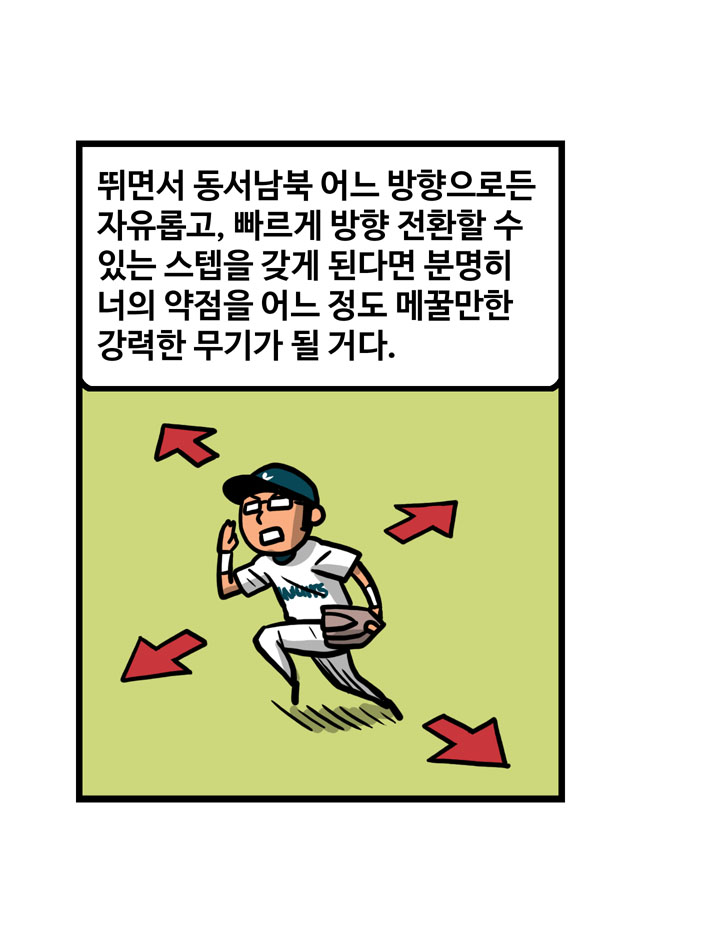 뛰면서 동서남북 어느 방향으로든
자유롭고, 빠르게 방향 전환할 수
있는 스텝을 갖게 된다면 분명히
너의 약점을 어느 정도 메꿀만한
강력한 무기가 될 거다.